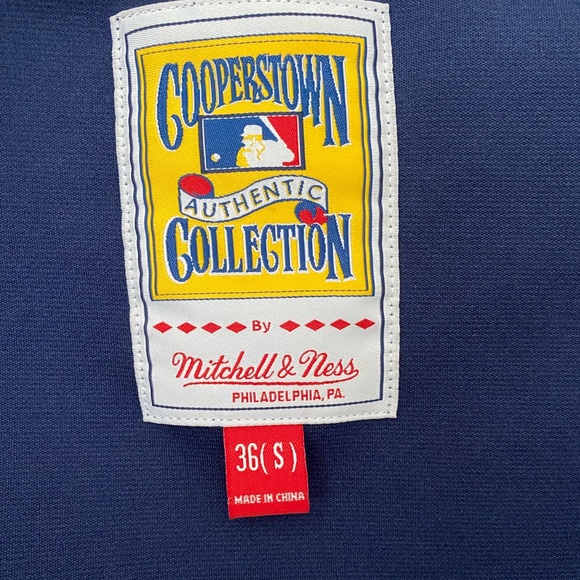 COOPERSTOWN
AUTHENTIC
COLLECTION
By
Mitchell & Ness
PHILADELPHIA, PA.
36(S)
MADE IN CHINA